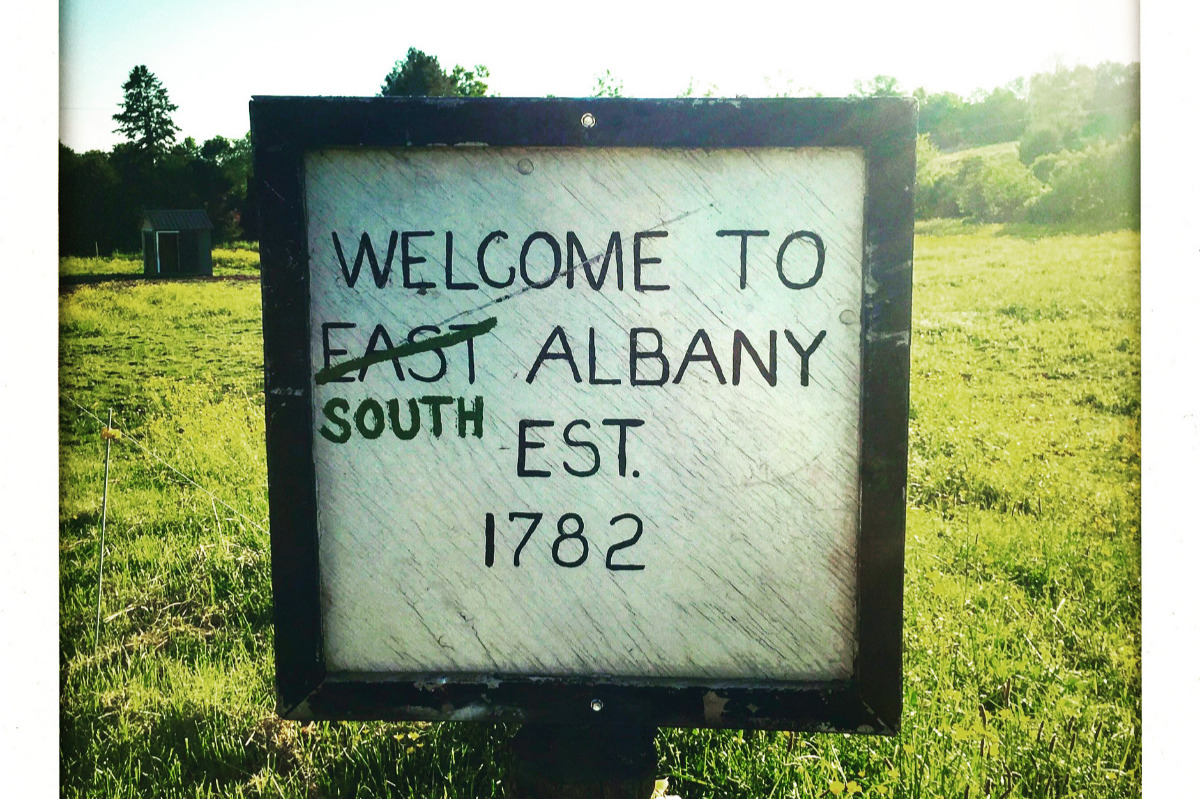 WELCOME TO
EAST ALBANY
SOUTH
EST.
1782